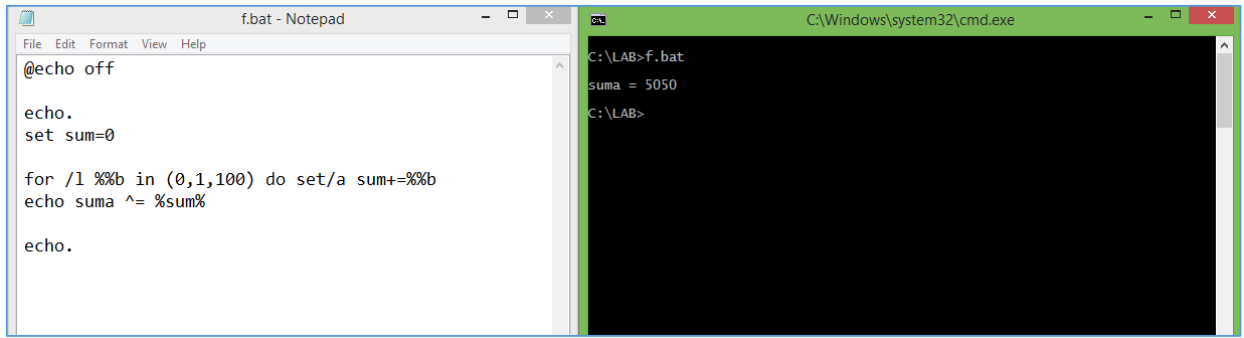 f.bat - Notepad
File Edit Format View Help
@echo off
echo.
set sum=0
for /l %%b in (0,1,100) do set/a sum+=%%b
echo suma ^= %sum%
echo.
C:\Windows\system32\cmd.exe
C:\LAB>f.bat
suma = 5050
C:\LAB>